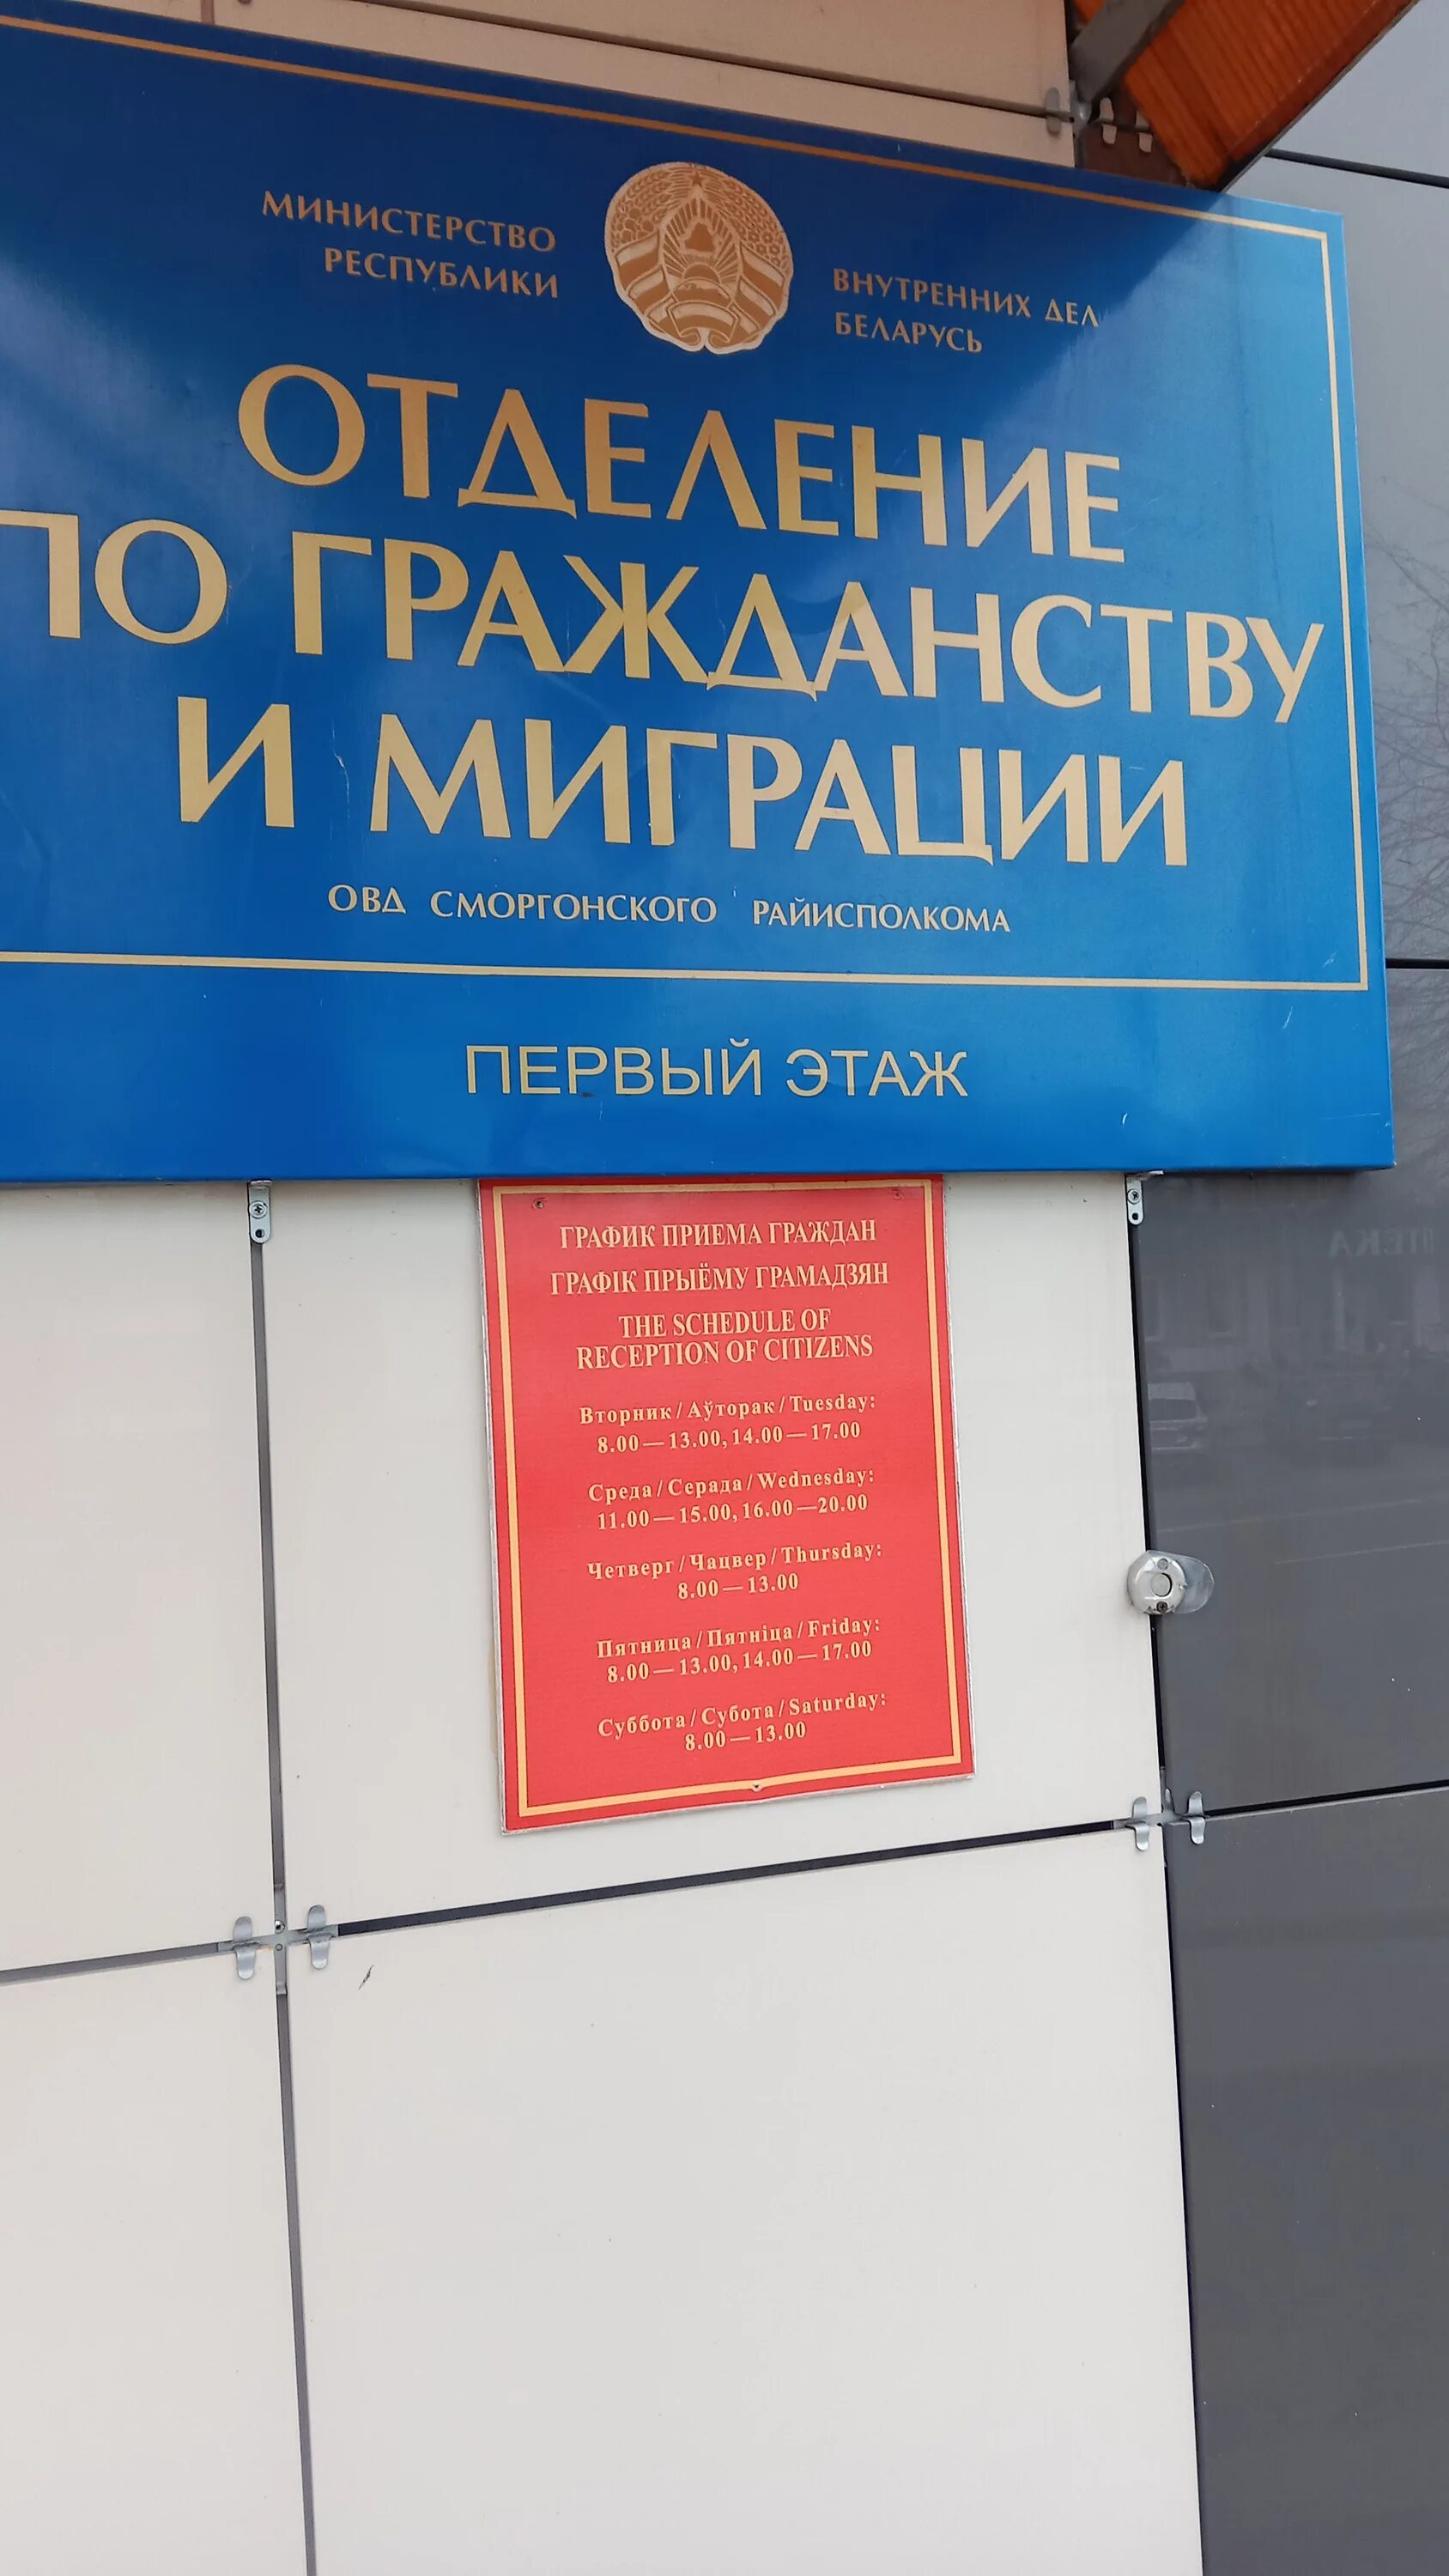 МИНИСТЕРСТВО ВНУТРЕННИХ ДЕЛ
РЕСПУБЛИКИ БЕЛАРУСЬ
ОТДЕЛЕНИЕ
ПО ГРАЖДАНСТВУ
И МИГРАЦИИ
ОВД СМОРГОНСКОГО РАЙИСПОЛКОМА
ПЕРВЫЙ ЭТАЖ
ГРАФИК ПРИЕМА ГРАЖДАН
ГРАФІК ПРЫЁМУ ГРАМАДЗЯН
THE SCHEDULE OF
RECEPTION OF CITIZENS
Вторник/Аўторак/Tuesday:
8.00—13.00, 14.00—17.00
Среда/Серада/Wednesday:
11.00—15.00, 16.00—20.00
Четверг/Чацвер/Thursday:
8.00—13.00
Пятница/Пятніца/Friday:
8.00—13.00, 14.00—17.00
Суббота/Субота/Saturday:
8.00—13.00